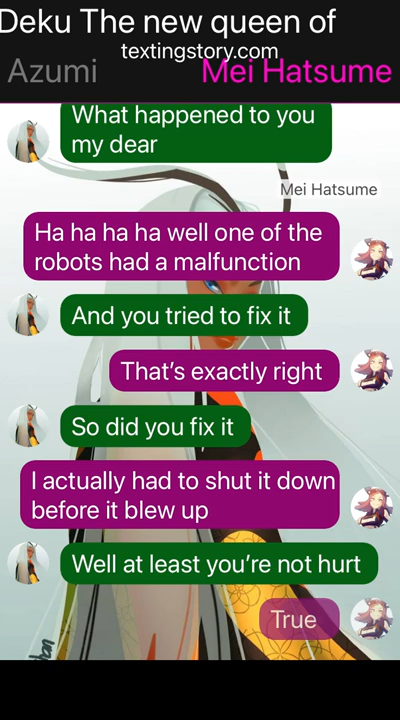 Deku The new queen of
textingstory.com
Azumi
Mei Hatsume
What happened to you
my dear
Mei Hatsume
Ha ha ha ha well one of the
robots had a malfunction
And you tried to fix it
That's exactly right
So did you fix it
I actually had to shut it down
before it blew up
Well at least you're not hurt
True